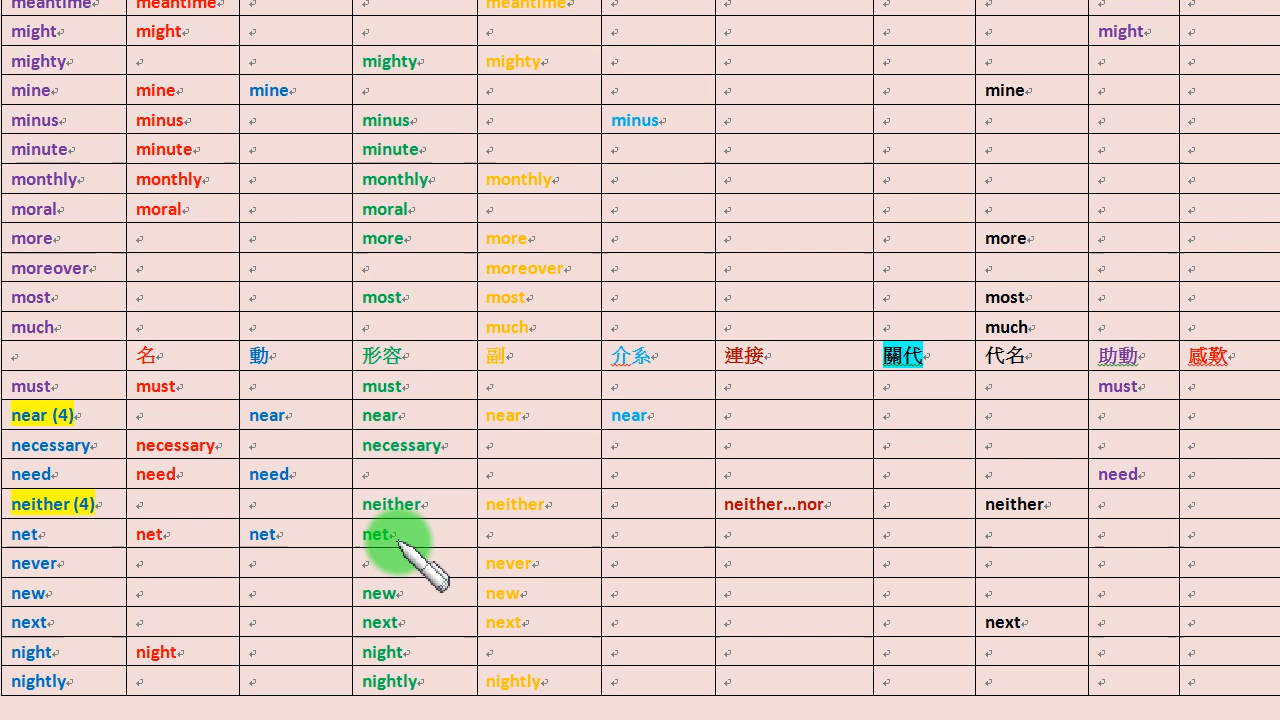 meantime meantime meantime
might might might
mighty mighty mighty
mine mine mine mine
minus minus minus minus
minute minute minute
monthly monthly monthly monthly
moral moral moral
more more more more
moreover moreover
most most most most
much much much
名 動 形容 副 介系 連接 關代 代名 助動 感歎
must must must must
near (4) near near near near
necessary necessary necessary
need need need need
neither (4) neither neither neither...nor neither
net net net net
never never
new new new
next next next next
night night night
nightly nightly nightly